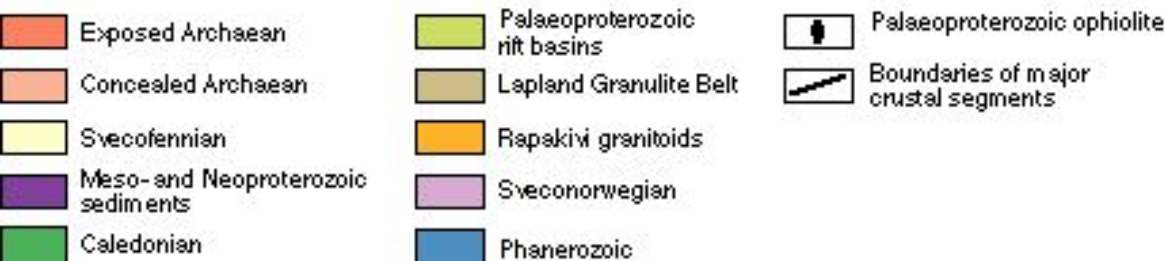 Exposed Archaean
Concealed Archaean
Svecofennian
Meso- and Neoproterozoic
sediments
Caledonian
Palaeoproterozoic
rift basins
Lapland Granulite Belt
Rapakivi granitoids
Sveconorwegian
Phanerozoic
Palaeoproterozoic ophiolite
Boundaries of major
crustal segments